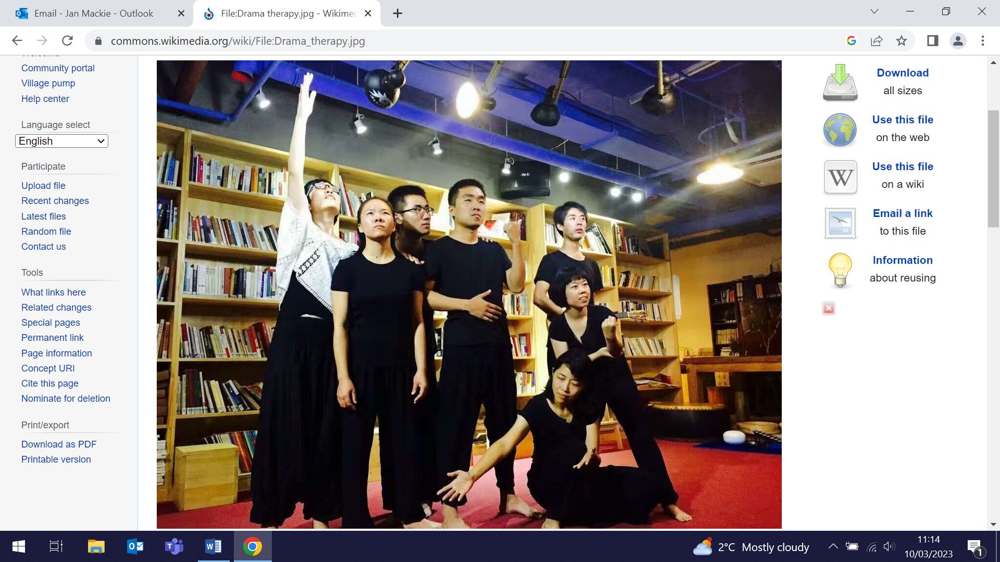 Email - Jan Mackie - Outlook
File:Drama therapy.jpg - Wikimed
commons.wikimedia.org/wiki/File:Drama_therapy.jpg
Welcome
Community portal
Village pump
Help center
Language select
English
Participate
Upload file
Recent changes
Latest files
Random file
Contact us
Tools
What links here
Related changes
Special pages
Permanent link
Page information
Concept URI
Cite this page
Nominate for deletion
Print/export
Download as PDF
Printable version
Download
all sizes
Use this file
on the web
W
Use this file
on a wiki
50-
Email a link
to this file
Information
about reusing
2°C Mostly cloudy
11:14
10/03/2023
1